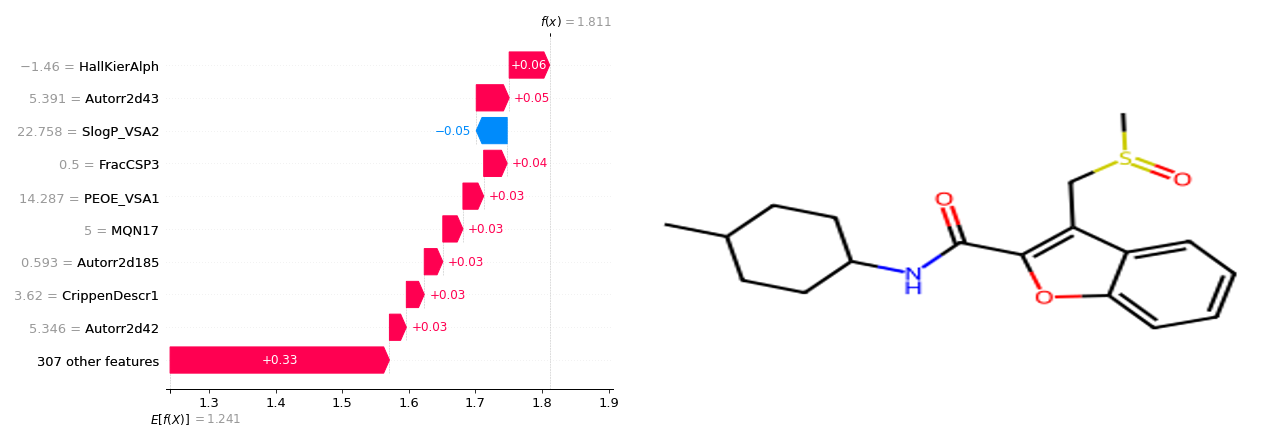 f(x) = 1.811
−1.46 = HallKierAlph
+0.06
5.391 = Autorr2d43
+0.05
22.758 = SlogP_VSA2
−0.05
0.5 = FracCSP3
+0.04
14.287 = PEOE_VSA1
+0.03
5 = MQN17
+0.03
0.593 = Autorr2d185
+0.03
3.62 = CrippenDescr1
+0.03
5.346 = Autorr2d42
+0.03
307 other features
+0.33
1.3 1.4 1.5 1.6 1.7 1.8 1.9
E[f(X)] = 1.241
S
O
O
N
H
O